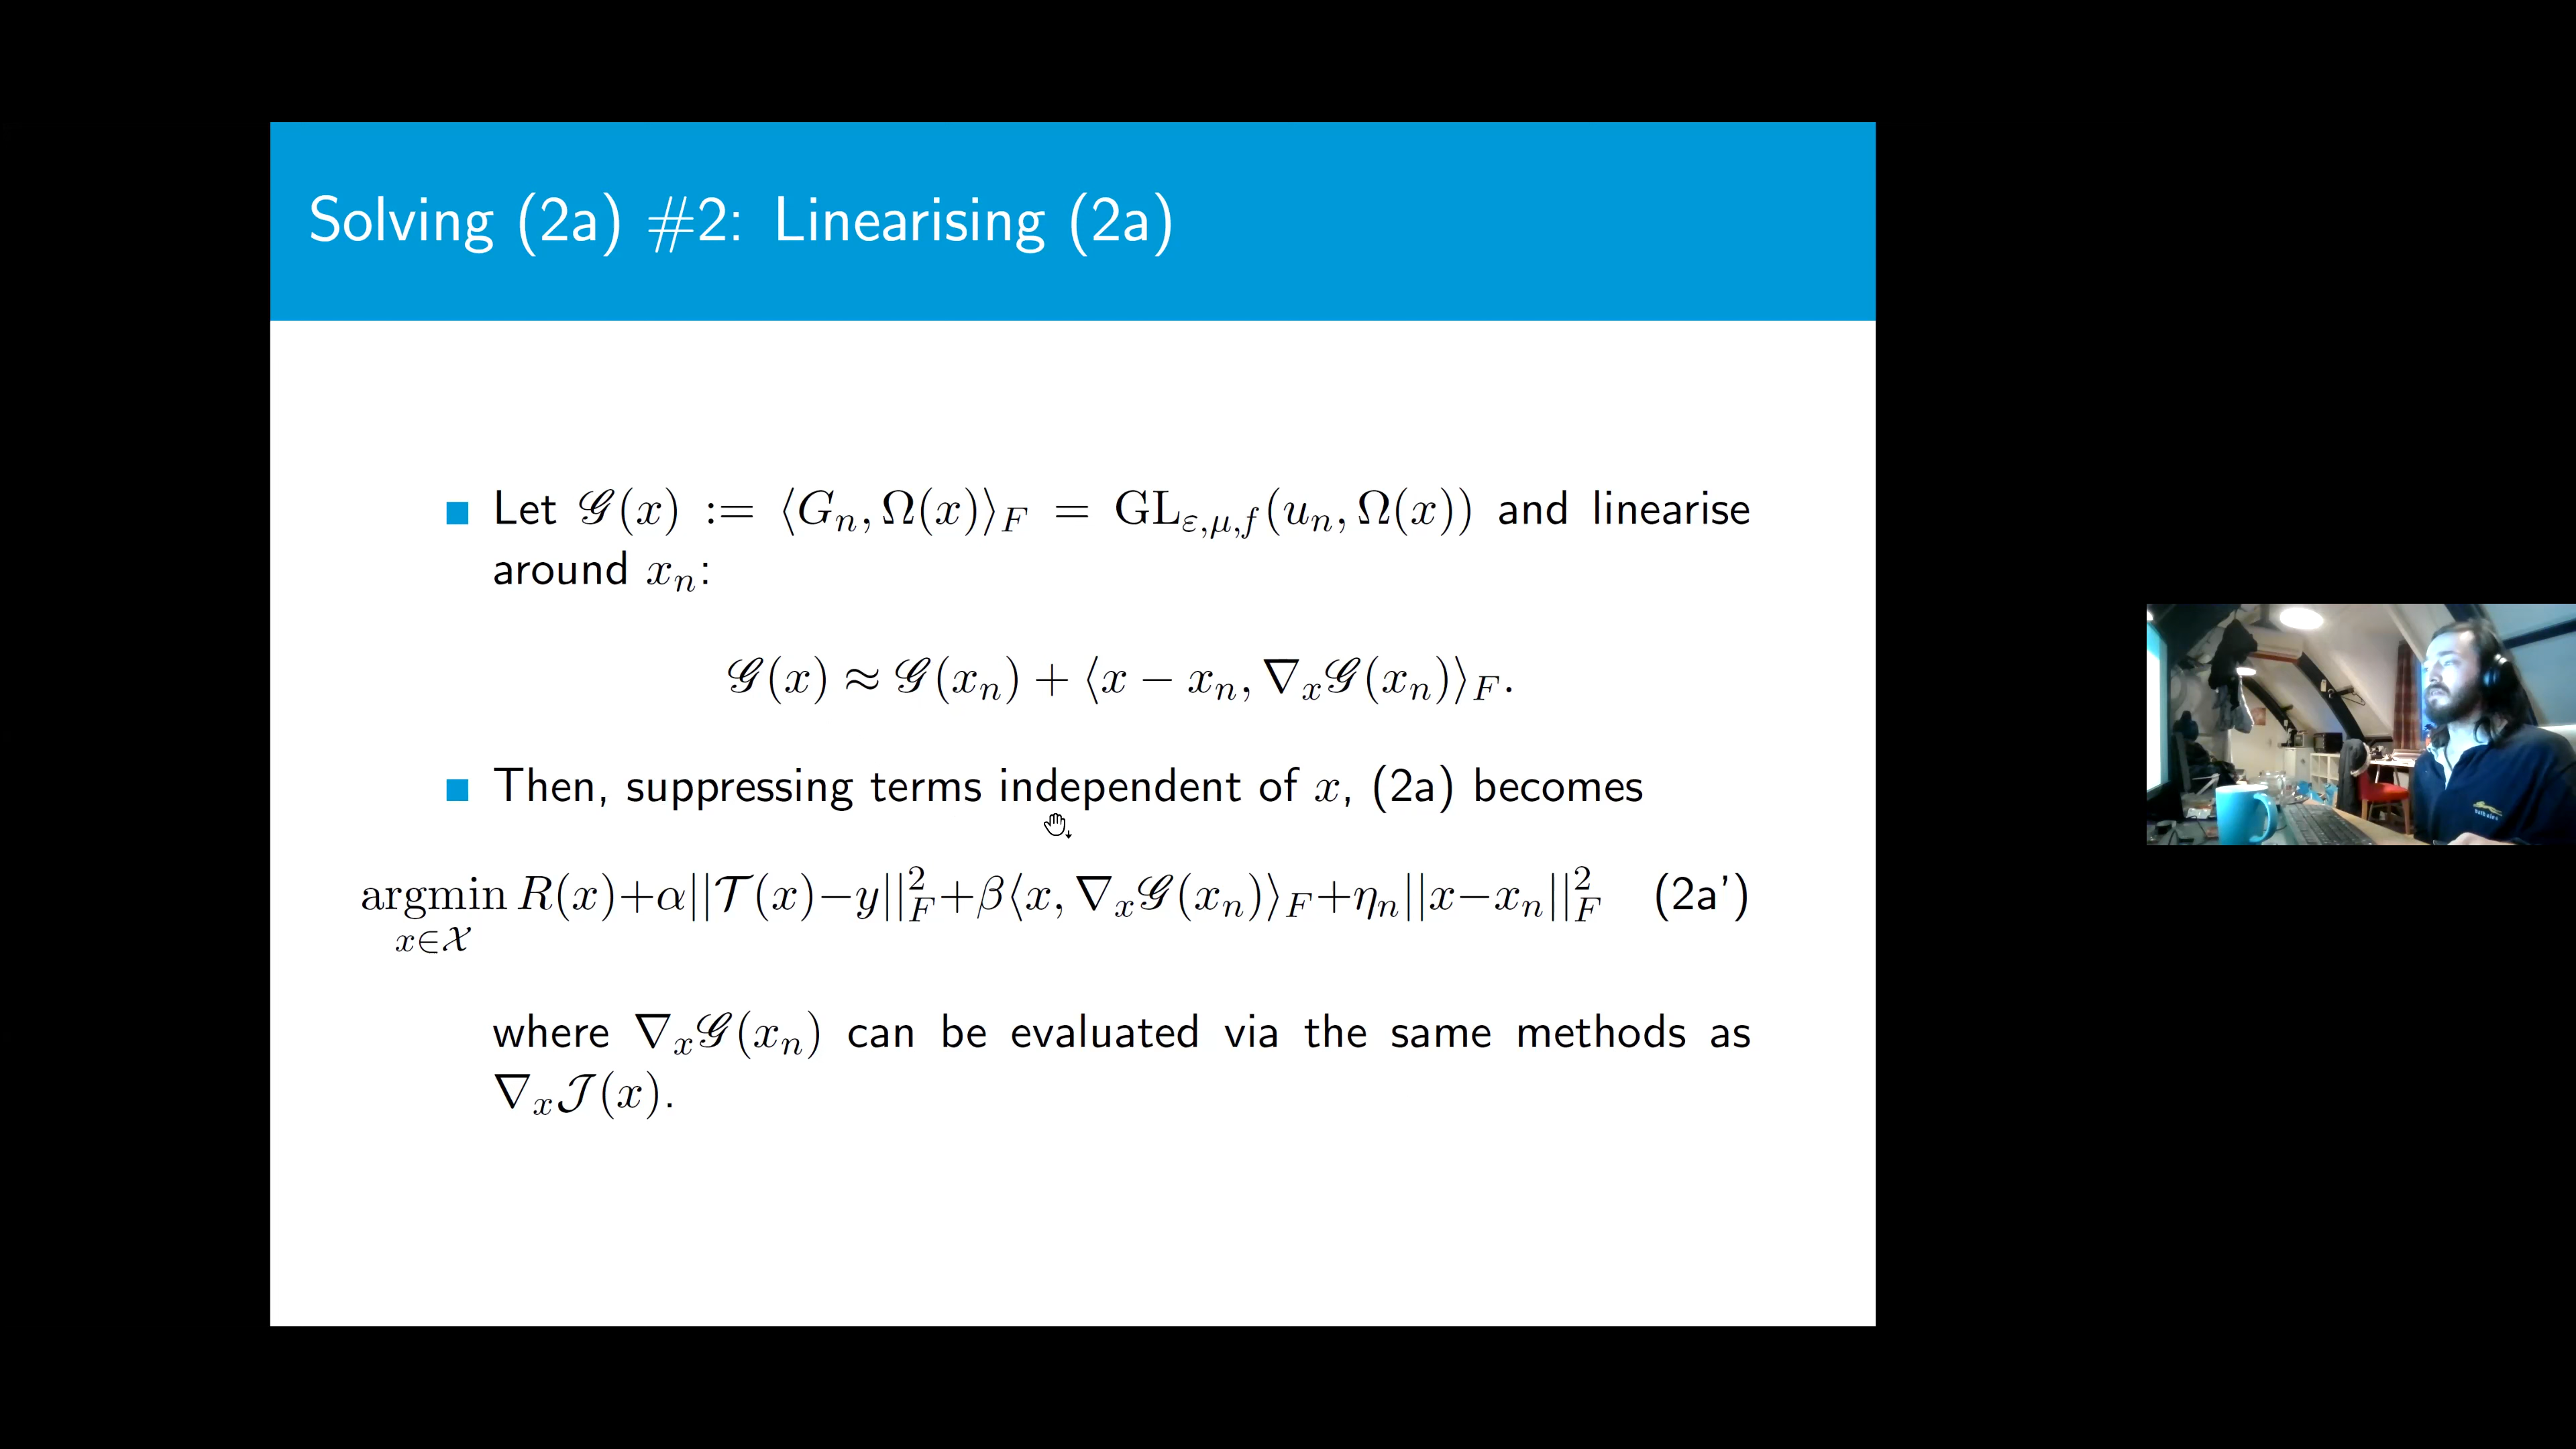 Solving (2a) #2: Linearising (2a)
Let 𝒢(x) := ⟨Gₙ, Ω(x)⟩_F = GL_{ε,μ,f}(uₙ, Ω(x)) and linearise
around xₙ:
𝒢(x) ≈ 𝒢(xₙ) + ⟨x − xₙ, ∇ₓ𝒢(xₙ)⟩_F.
Then, suppressing terms independent of x, (2a) becomes
argmin_{x∈𝒳} R(x)+α||𝒯(x)−y||²_F+β⟨x, ∇ₓ𝒢(xₙ)⟩_F+ηₙ||x−xₙ||²_F (2a')
where ∇ₓ𝒢(xₙ) can be evaluated via the same methods as
∇ₓ𝒥(x).